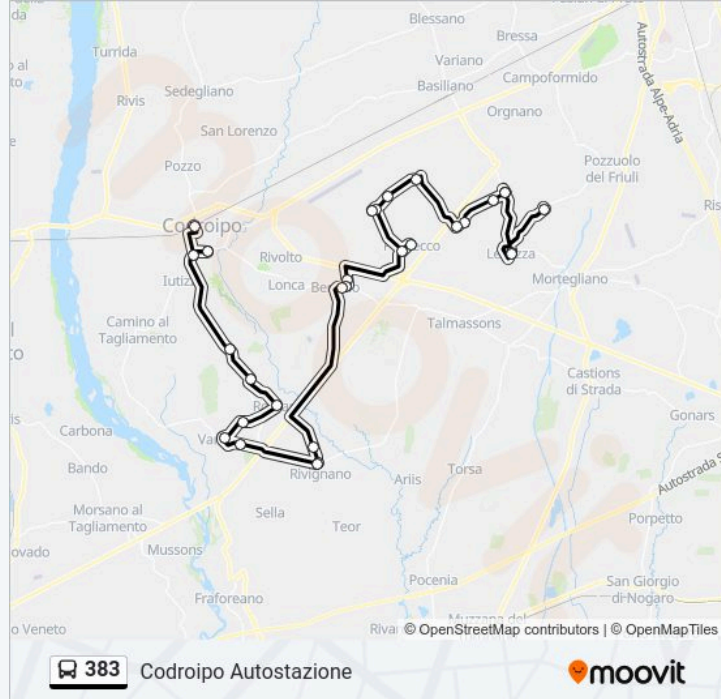 Blessano
Turrida
Bressa
Variano
Campoformido
Basiliano
Sedegliano
Rivis
Orgnano
Autostrada Alpe-Adria
San Lorenzo
Pozzo
Pozzuolo
del Friuli
Codroipo
Rivolto
Lonca
Mortegliano
Camino al
Tagliamento
Talmassons
Castions
di Strada
Gonars
Carbona
Bando
Rivignano
Torsa
Ariis
Autostrada
Morsano al
Tagliamento
Sella
Teor
Porpetto
Mussons
Pocenia
San Giorgio
di Nogaro
Fraforeano
© OpenStreetMap contributors | © OpenMapTiles
383 Codroipo Autostazione
moovit